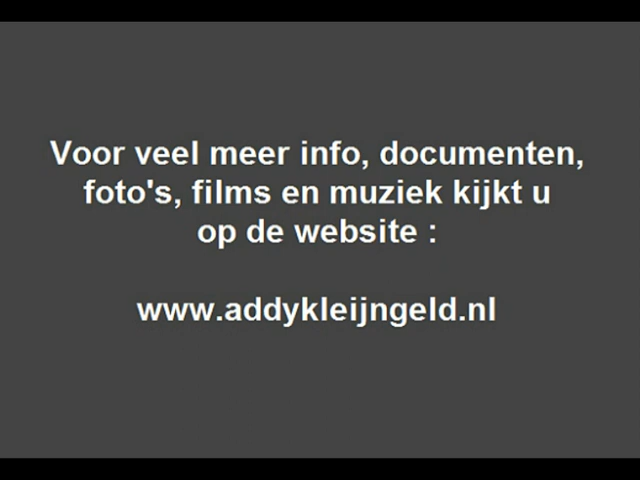 Voor veel meer info, documenten,
foto's, films en muziek kijkt u
op de website :
www.addykleijngeld.nl